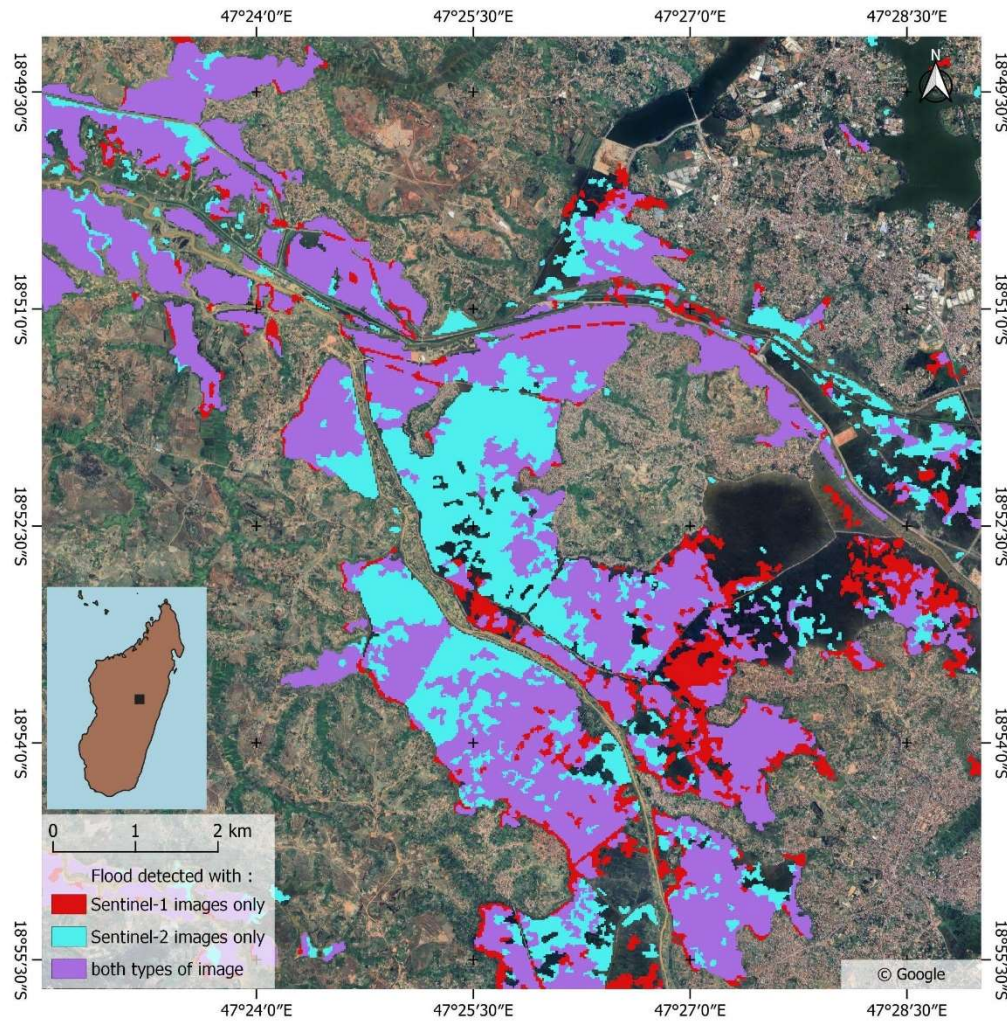 47°24'0"E 47°25'30"E 47°27'0"E 47°28'30"E
18°49'30"S 18°49'30"S
N
18°51'0"S 18°51'0"S
18°52'30"S 18°52'30"S
18°54'0"S 18°54'0"S
0 1 2 km
Flood detected with :
Sentinel-1 images only
Sentinel-2 images only
both types of image
18°55'30"S 18°55'30"S
© Google
47°24'0"E 47°25'30"E 47°27'0"E 47°28'30"E